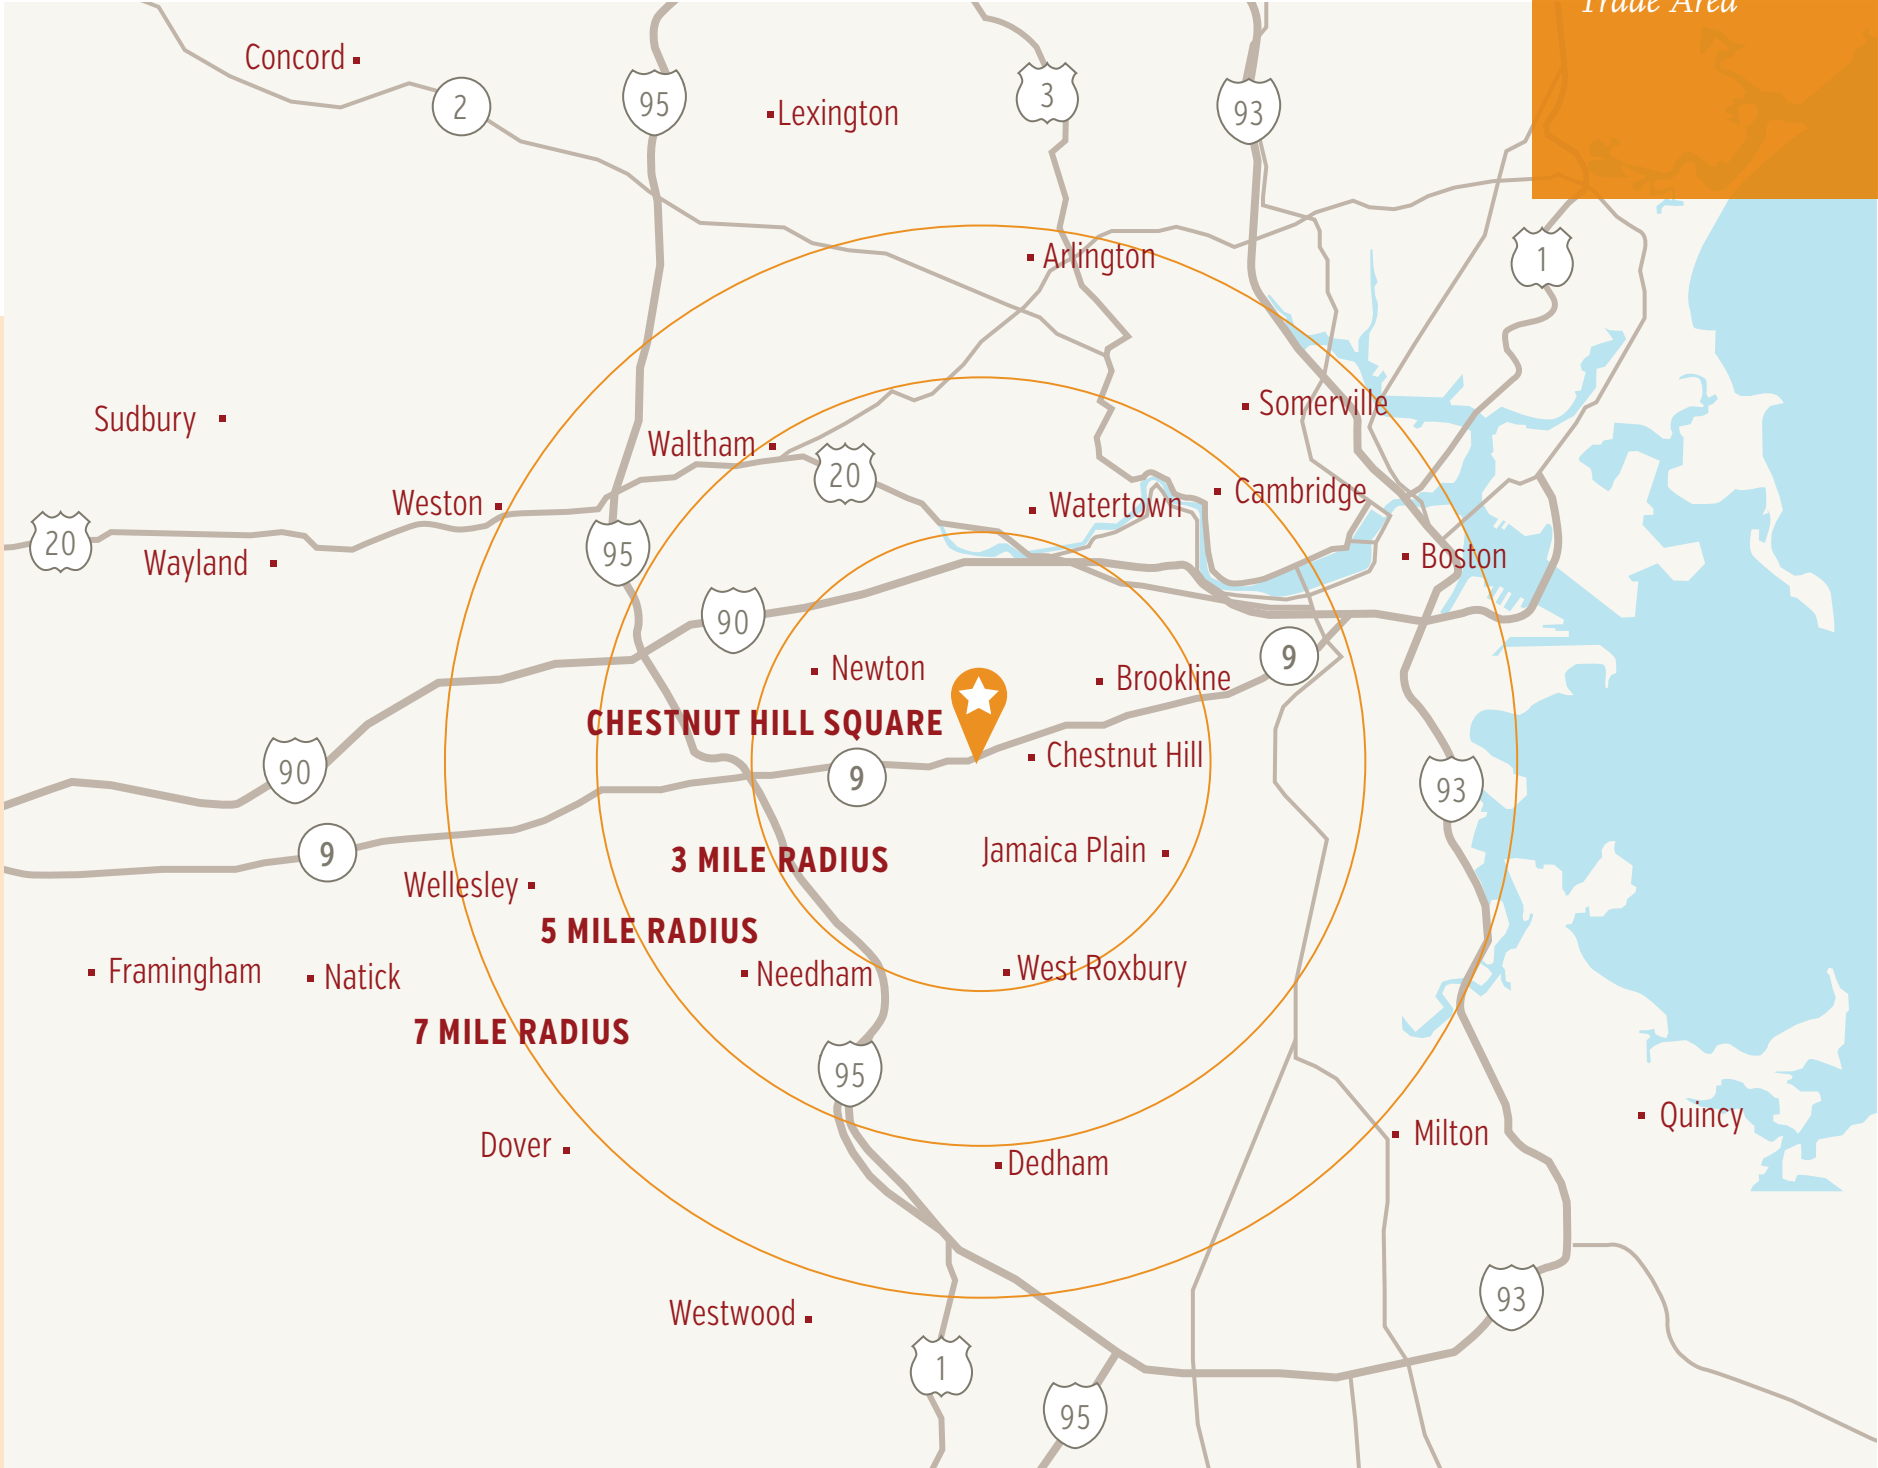 Trade Area
Concord
2
95
Lexington
3
93
Arlington
1
Sudbury
Somerville
Waltham
20
Weston
Watertown
Cambridge
20
Wayland
95
Boston
90
Newton
Brookline
9
CHESTNUT HILL SQUARE
Chestnut Hill
90
9
93
9
3 MILE RADIUS
Jamaica Plain
Wellesley
5 MILE RADIUS
Framingham
Natick
Needham
West Roxbury
7 MILE RADIUS
95
Dover
Dedham
Milton
Quincy
Westwood
93
1
95